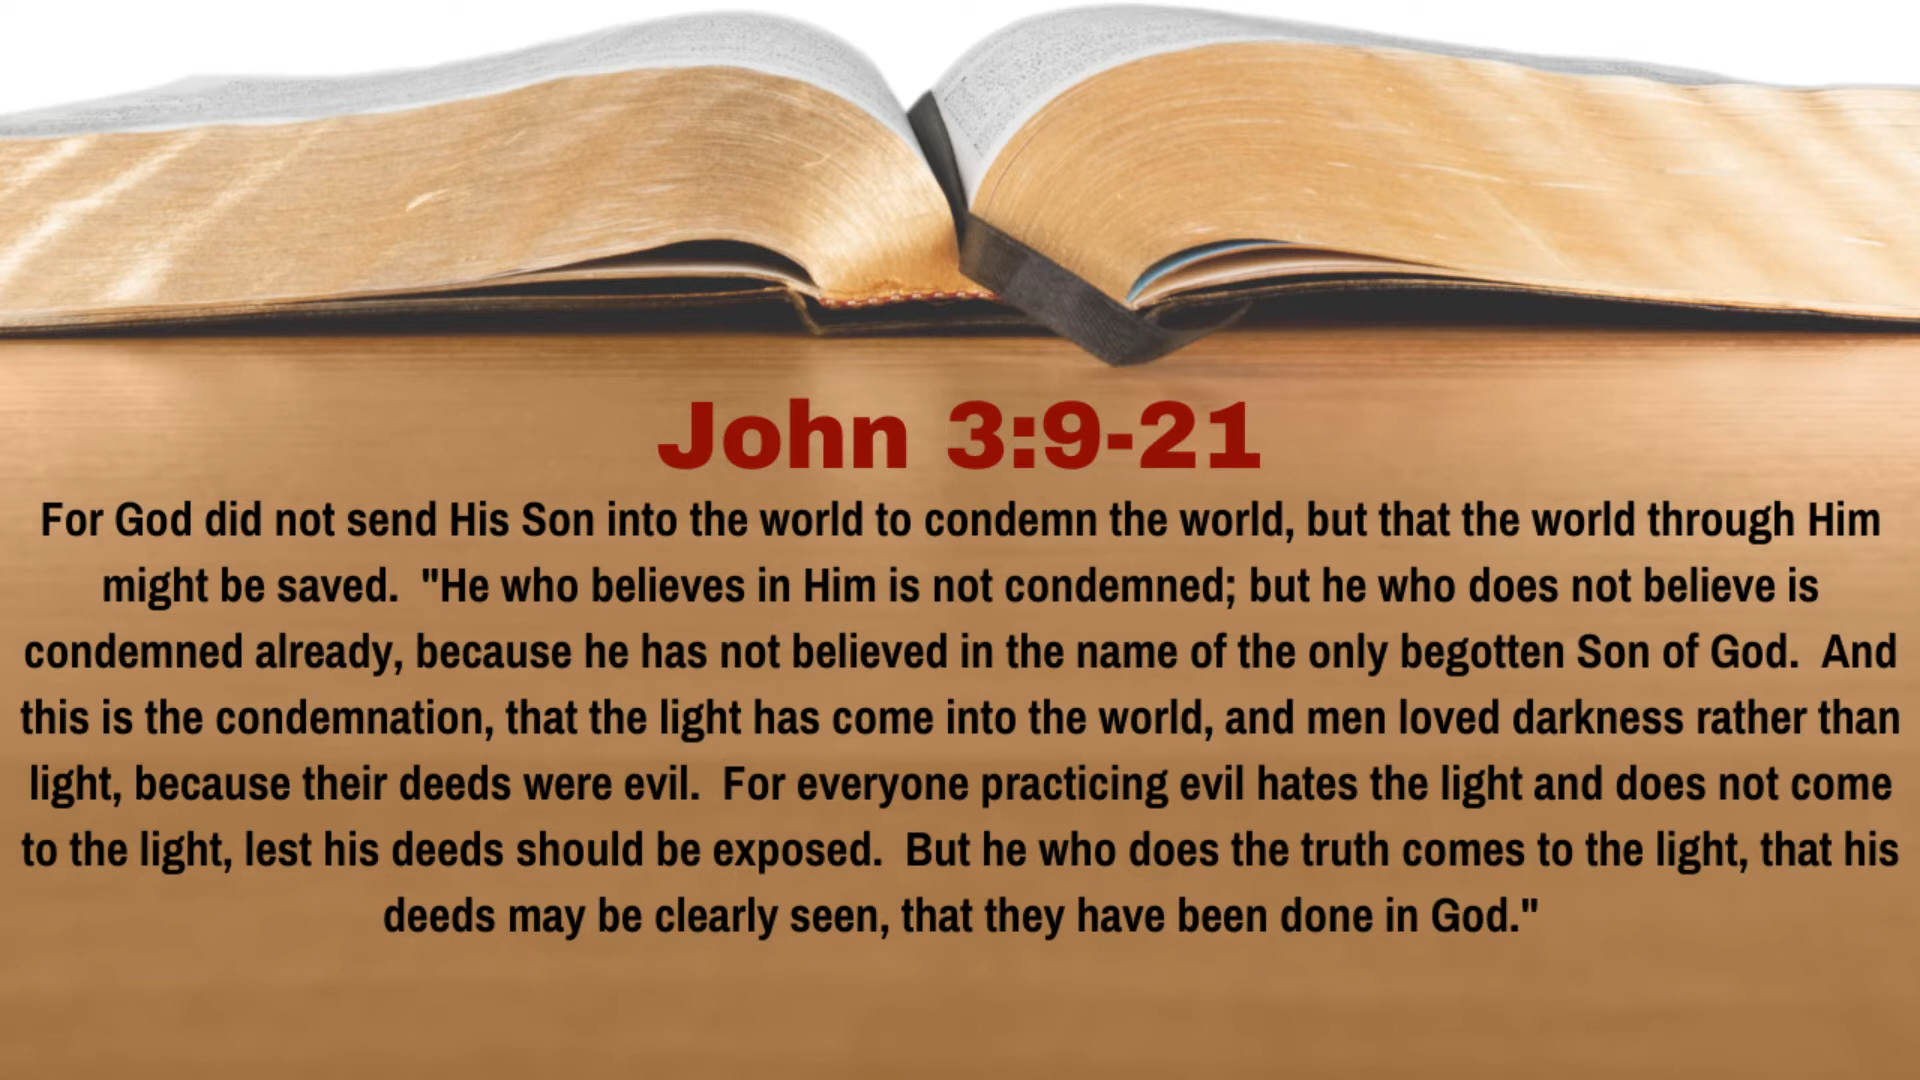 John 3:9-21
For God did not send His Son into the world to condemn the world, but that the world through Him
might be saved.  "He who believes in Him is not condemned; but he who does not believe is
condemned already, because he has not believed in the name of the only begotten Son of God.  And
this is the condemnation, that the light has come into the world, and men loved darkness rather than
light, because their deeds were evil.  For everyone practicing evil hates the light and does not come
to the light, lest his deeds should be exposed.  But he who does the truth comes to the light, that his
deeds may be clearly seen, that they have been done in God."